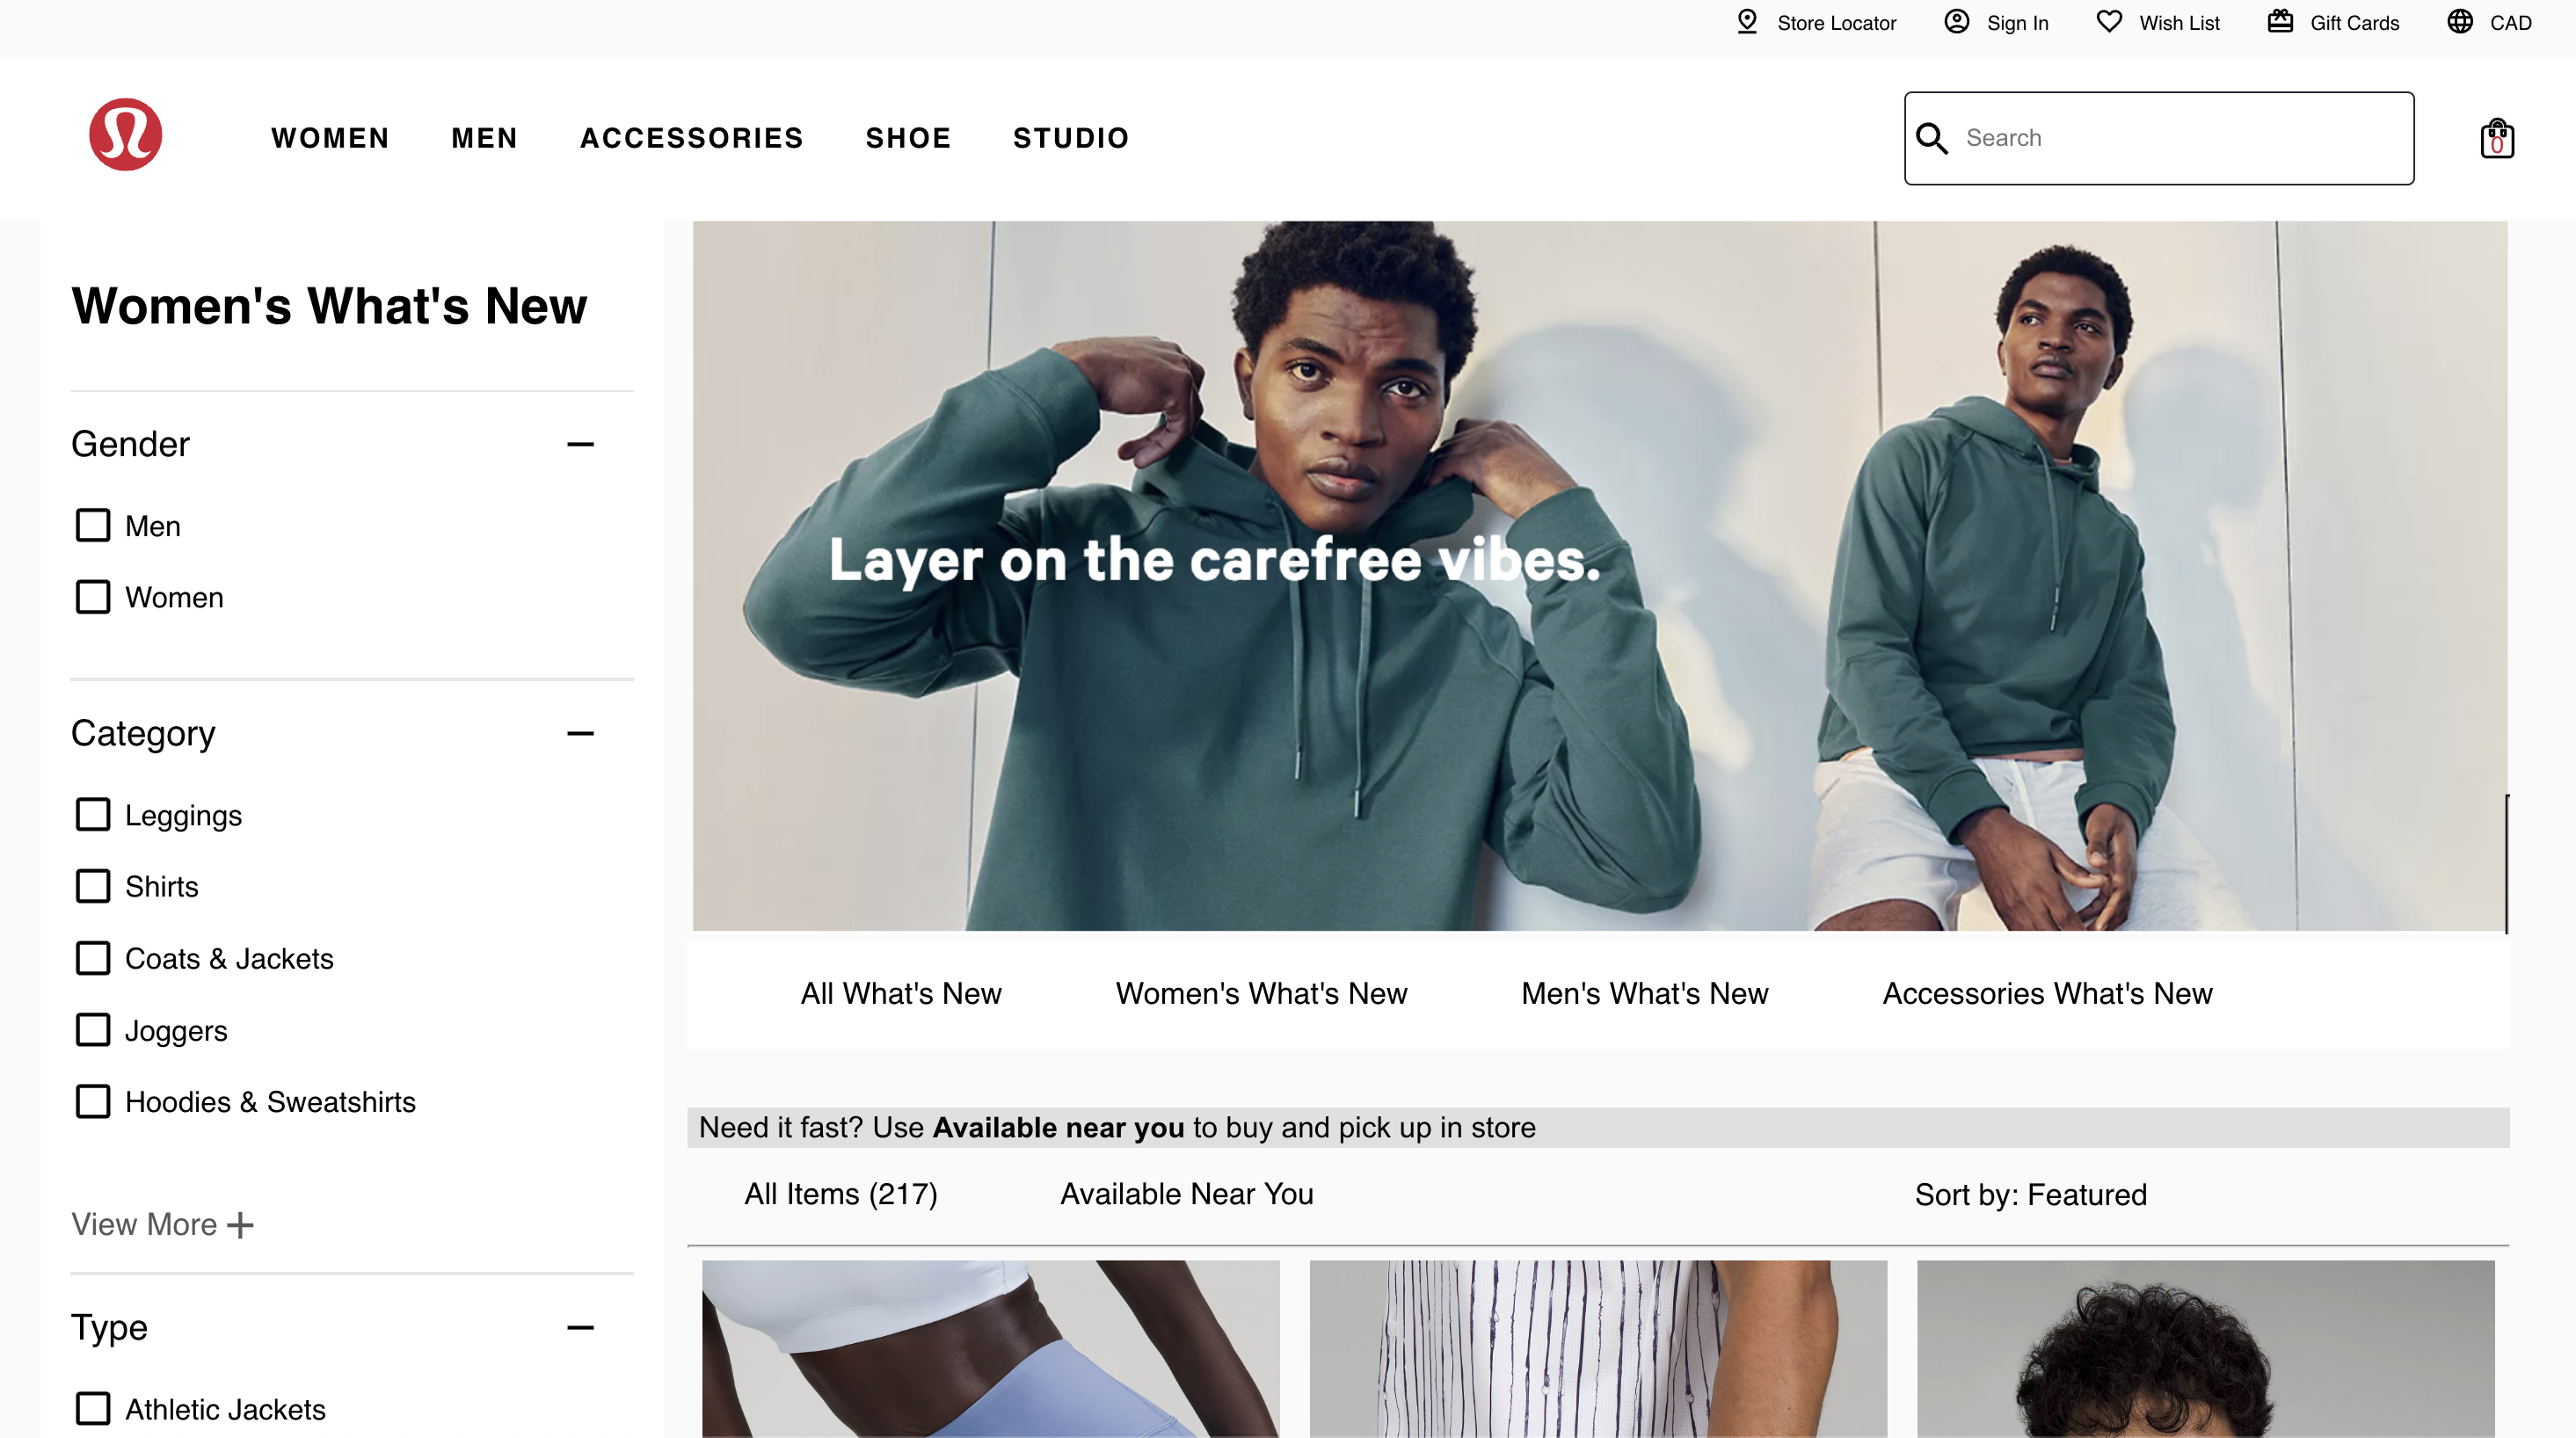 Store Locator
Sign In
Wish List
Gift Cards
CAD
WOMEN
MEN
ACCESSORIES
SHOE
STUDIO
Search
0
Women's What's New
Gender
Men
Women
Category
Leggings
Shirts
Coats & Jackets
Joggers
Hoodies & Sweatshirts
View More
Type
Athletic Jackets
Layer on the carefree vibes.
All What's New
Women's What's New
Men's What's New
Accessories What's New
Need it fast? Use Available near you to buy and pick up in store
All Items (217)
Available Near You
Sort by: Featured